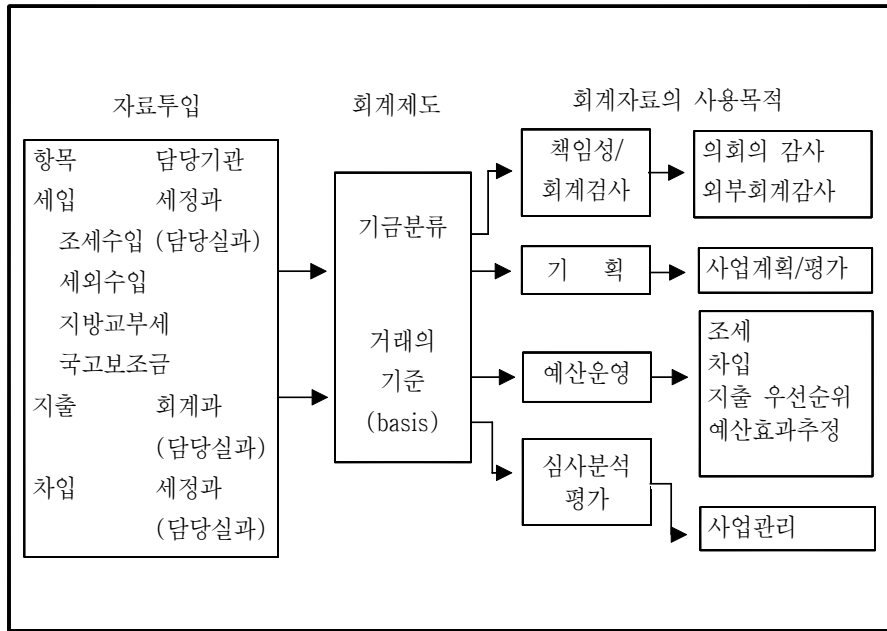 자료투입
회계제도
회계자료의 사용목적
항목 담당기관
세입 세정과
조세수입 (담당실과)
세외수입
지방교부세
국고보조금
지출 회계과
(담당실과)
차입 세정과
(담당실과)
기금분류
거래의
기준
(basis)
책임성/
회계검사
의회의 감사
외부회계감사
기 획
사업계획/평가
예산운영
조세
차입
지출 우선순위
예산효과추정
심사분석
평가
사업관리